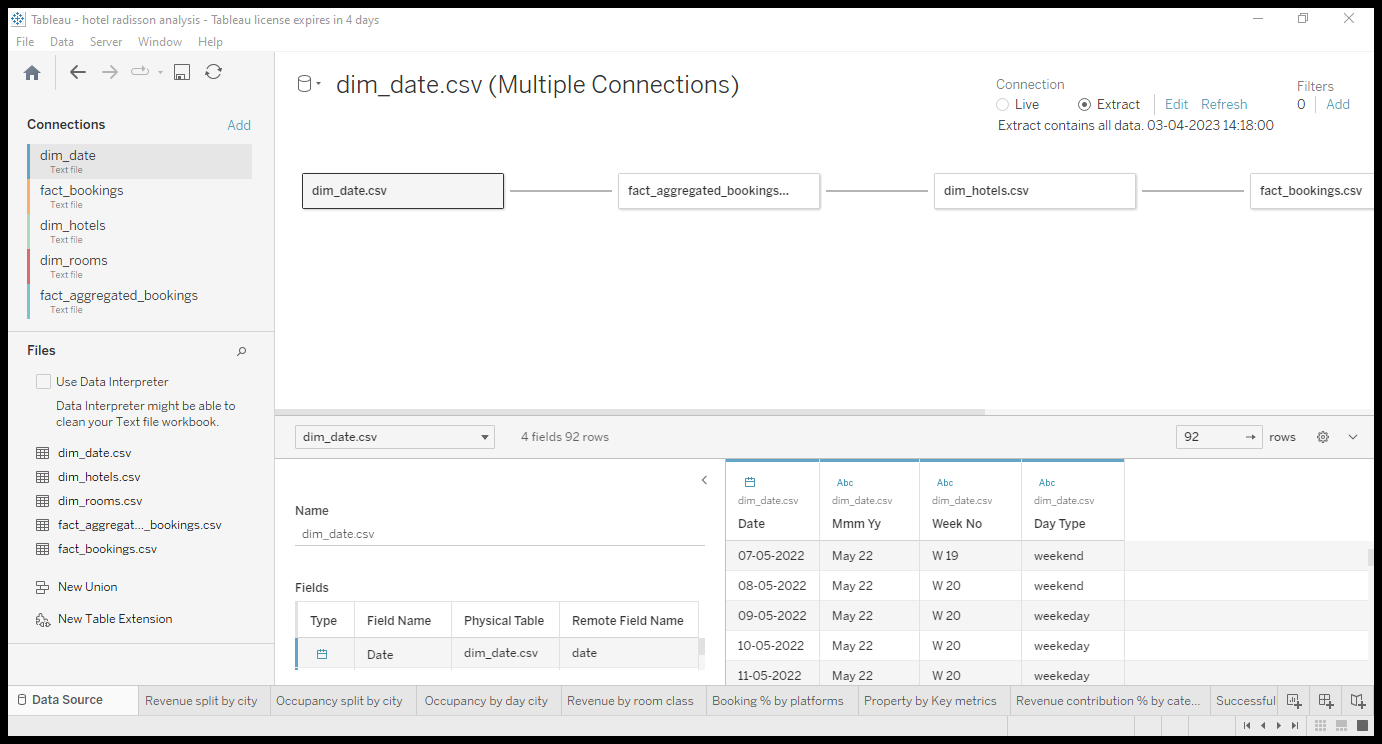 Tableau - hotel radisson analysis - Tableau license expires in 4 days
File Data Server Window Help
dim_date.csv (Multiple Connections)
Connection
Live Extract Edit Refresh
Extract contains all data. 03-04-2023 14:18:00
Filters
0 Add
Connections Add
dim_date
Text file
fact_bookings
Text file
dim_hotels
Text file
dim_rooms
Text file
fact_aggregated_bookings
Text file
dim_date.csv fact_aggregated_bookings... dim_hotels.csv fact_bookings.csv
Files
Use Data Interpreter
Data Interpreter might be able to
clean your Text file workbook.
dim_date.csv
dim_hotels.csv
dim_rooms.csv
fact_aggregat..._bookings.csv
fact_bookings.csv
New Union
New Table Extension
dim_date.csv 4 fields 92 rows 92 rows
Name
dim_date.csv
Fields
Type Field Name Physical Table Remote Field Name
Date dim_date.csv date
Abc Abc Abc
dim_date.csv dim_date.csv dim_date.csv dim_date.csv
Date Mmm Yy Week No Day Type
07-05-2022 May 22 W 19 weekend
08-05-2022 May 22 W 20 weekend
09-05-2022 May 22 W 20 weekeday
10-05-2022 May 22 W 20 weekeday
11-05-2022 May 22 W 20 weekeday
Data Source Revenue split by city Occupancy split by city Occupancy by day city Revenue by room class Booking % by platforms Property by Key metrics Revenue contribution % by cate... Successful